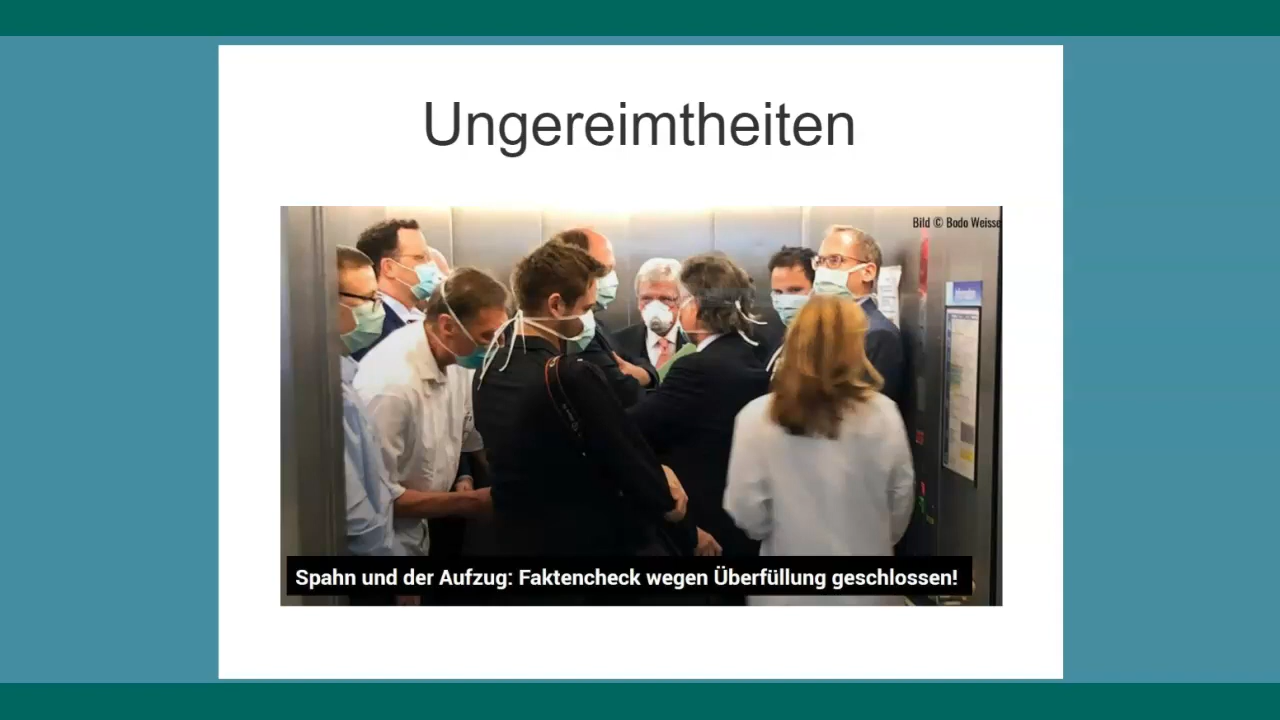 Ungereimtheiten
Bild © Bodo Weisse
Spahn und der Aufzug: Faktencheck wegen Überfüllung geschlossen!